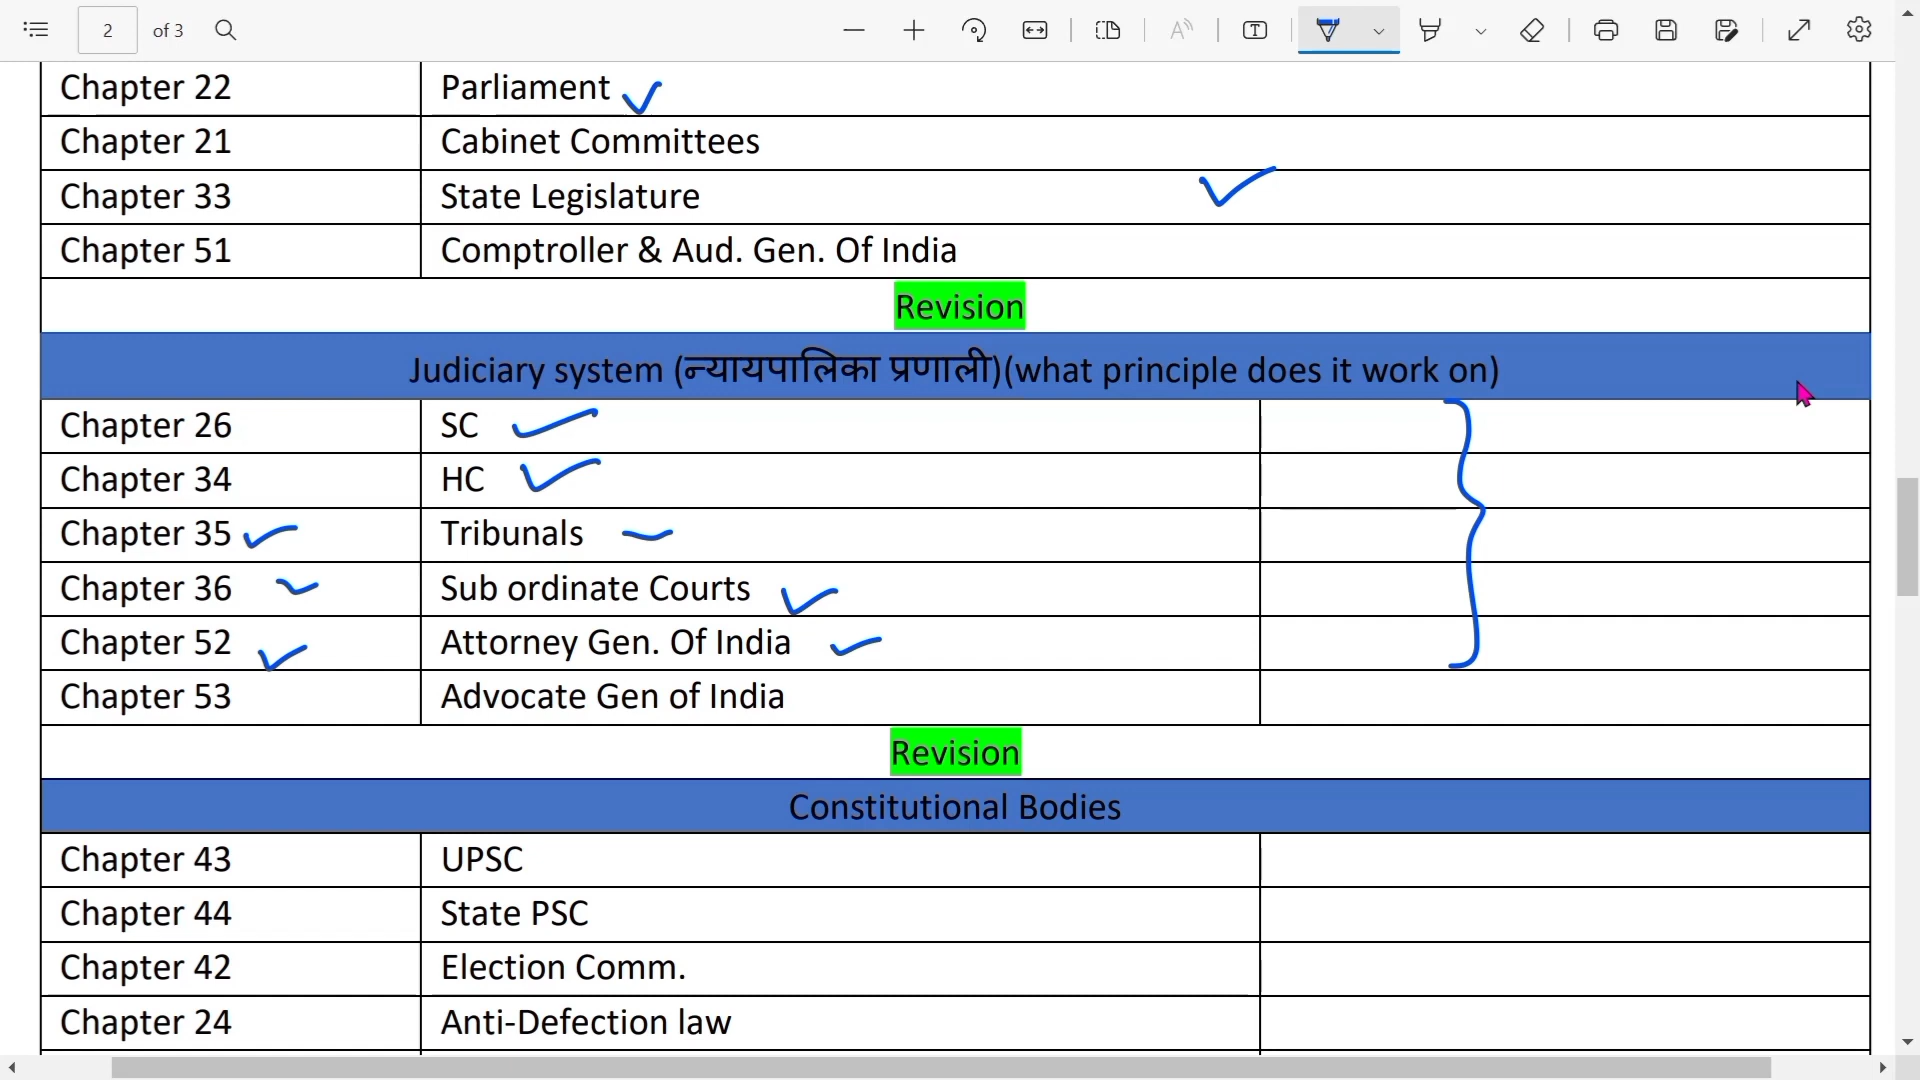 2 of 3
Chapter 22 Parliament
Chapter 21 Cabinet Committees
Chapter 33 State Legislature
Chapter 51 Comptroller & Aud. Gen. Of India
Revision
Judiciary system (न्यायपालिका प्रणाली)(what principle does it work on)
Chapter 26 SC
Chapter 34 HC
Chapter 35 Tribunals
Chapter 36 Sub ordinate Courts
Chapter 52 Attorney Gen. Of India
Chapter 53 Advocate Gen of India
Revision
Constitutional Bodies
Chapter 43 UPSC
Chapter 44 State PSC
Chapter 42 Election Comm.
Chapter 24 Anti-Defection law